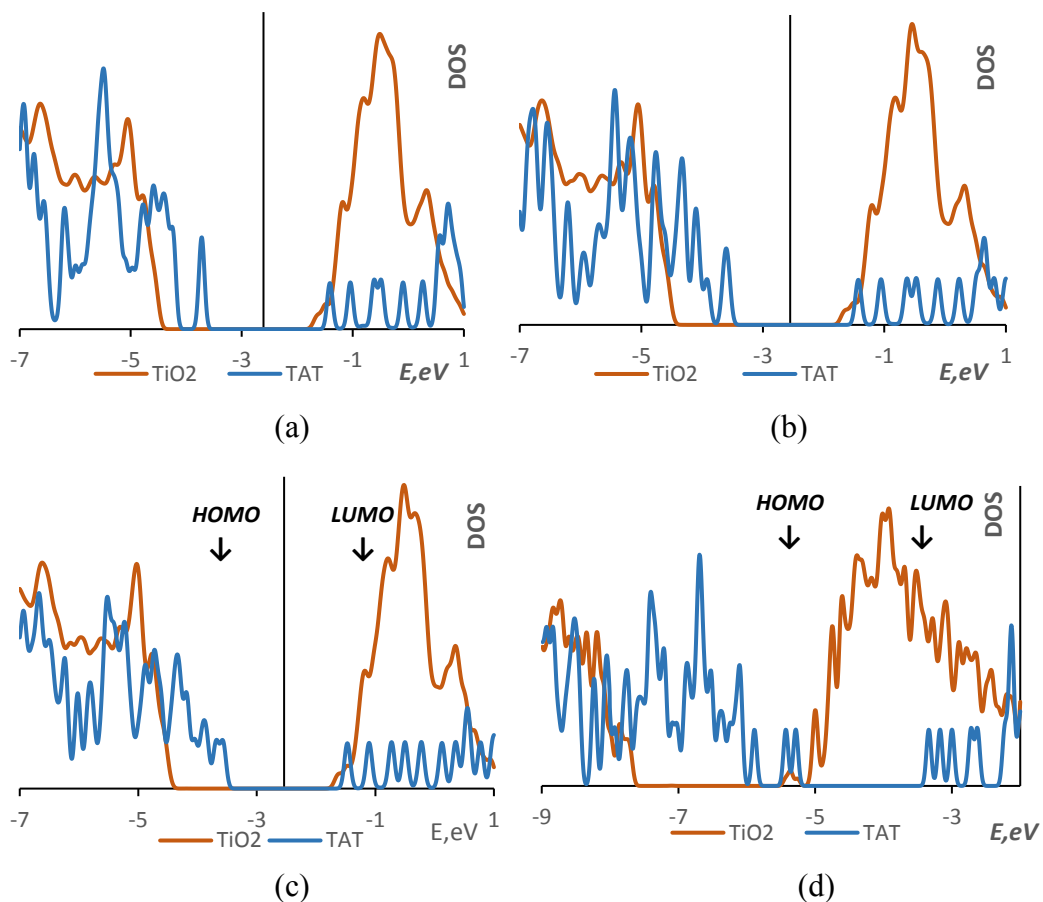 DOS
-7 -5 -3 -1 1
TiO2 TAT E,eV
(a)
DOS
-7 -5 -3 -1 1
TiO2 TAT E,eV
(b)
HOMO LUMO DOS
-7 -5 -3 -1 1
TiO2 TAT E,eV
(c)
HOMO LUMO DOS
-9 -7 -5 -3
TiO2 TAT E,eV
(d)